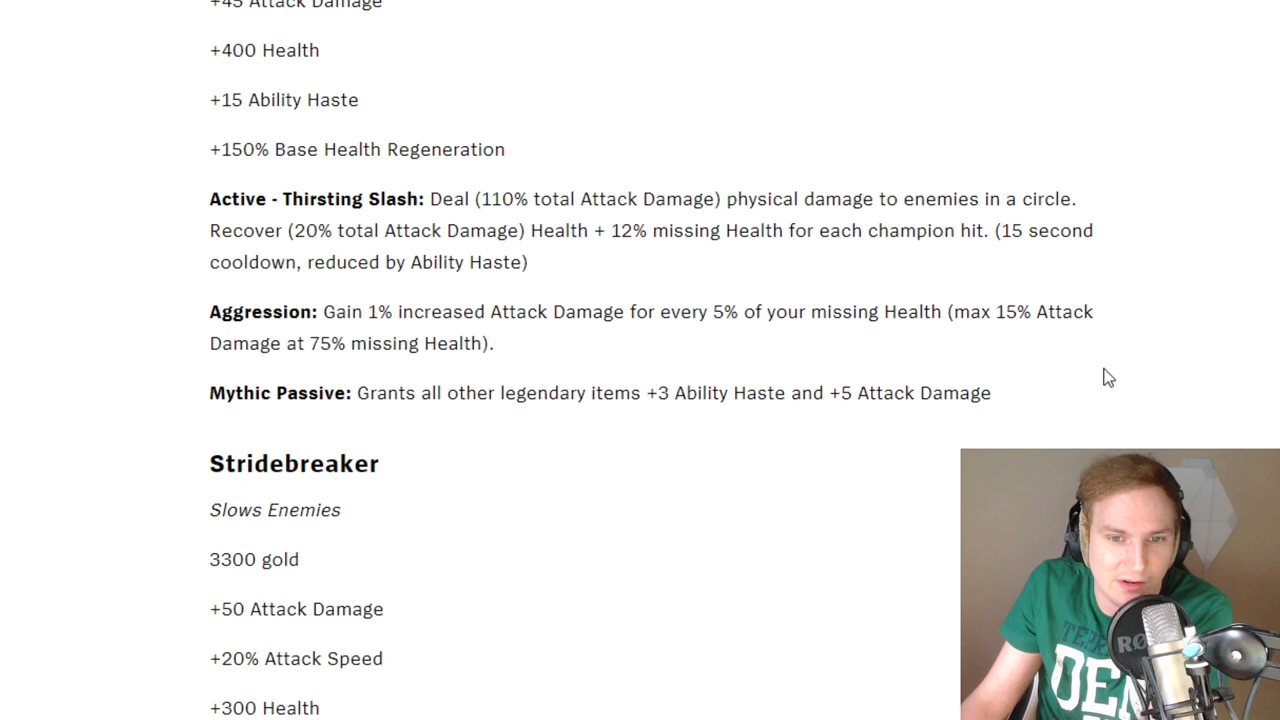 +45 Attack Damage
+400 Health
+15 Ability Haste
+150% Base Health Regeneration
Active - Thirsting Slash: Deal (110% total Attack Damage) physical damage to enemies in a circle.
Recover (20% total Attack Damage) Health + 12% missing Health for each champion hit. (15 second
cooldown, reduced by Ability Haste)
Aggression: Gain 1% increased Attack Damage for every 5% of your missing Health (max 15% Attack
Damage at 75% missing Health).
Mythic Passive: Grants all other legendary items +3 Ability Haste and +5 Attack Damage
Stridebreaker
Slows Enemies
3300 gold
+50 Attack Damage
+20% Attack Speed
+300 Health
RØ